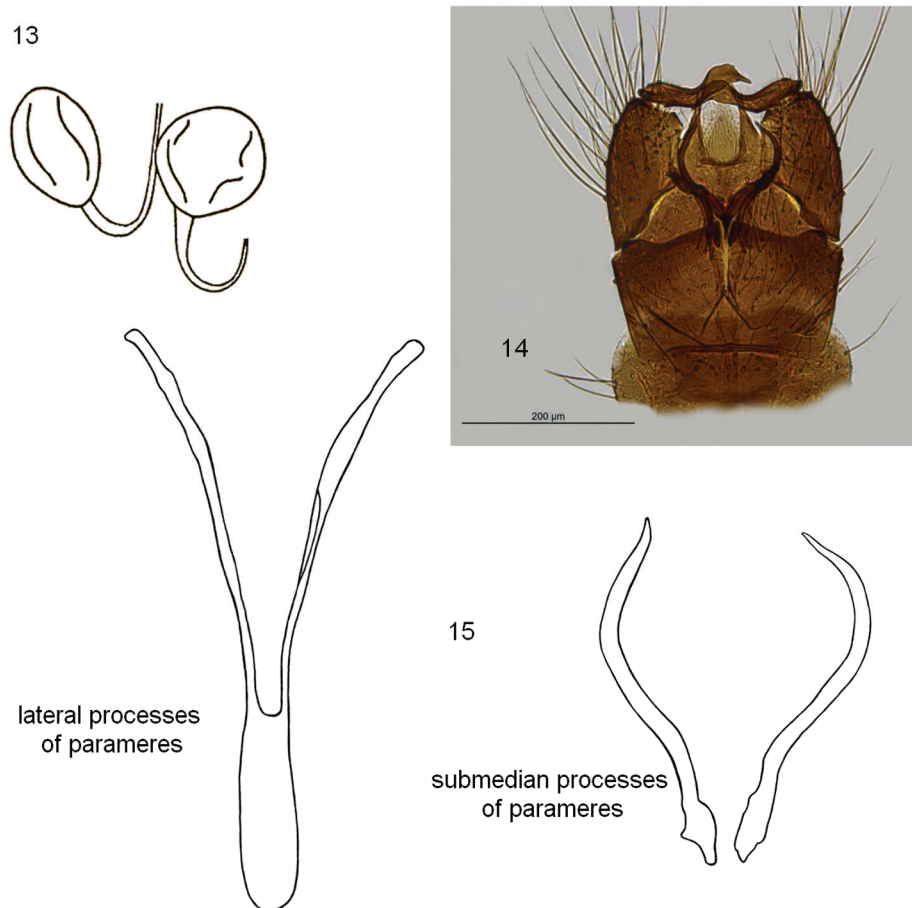 13
14
200 µm
15
lateral processes
of parameres
submedian processes
of parameres